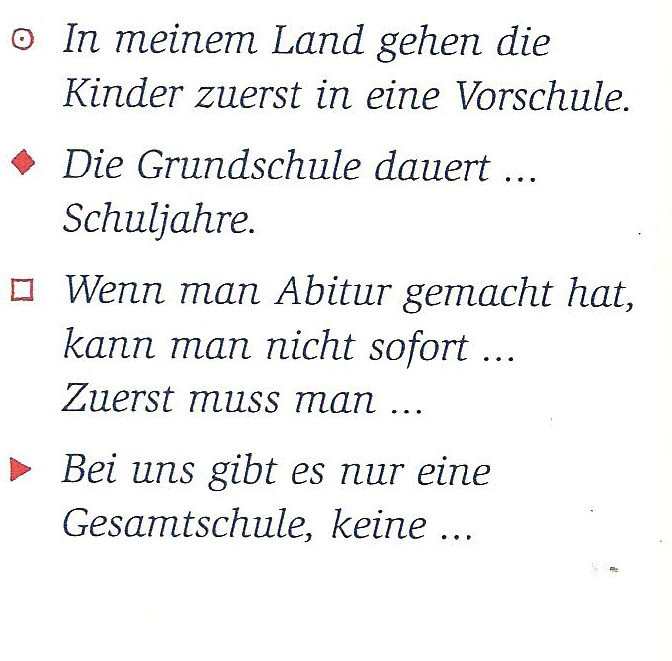 In meinem Land gehen die
Kinder zuerst in eine Vorschule.
Die Grundschule dauert ...
Schuljahre.
Wenn man Abitur gemacht hat,
kann man nicht sofort ...
Zuerst muss man ...
Bei uns gibt es nur eine
Gesamtschule, keine ...